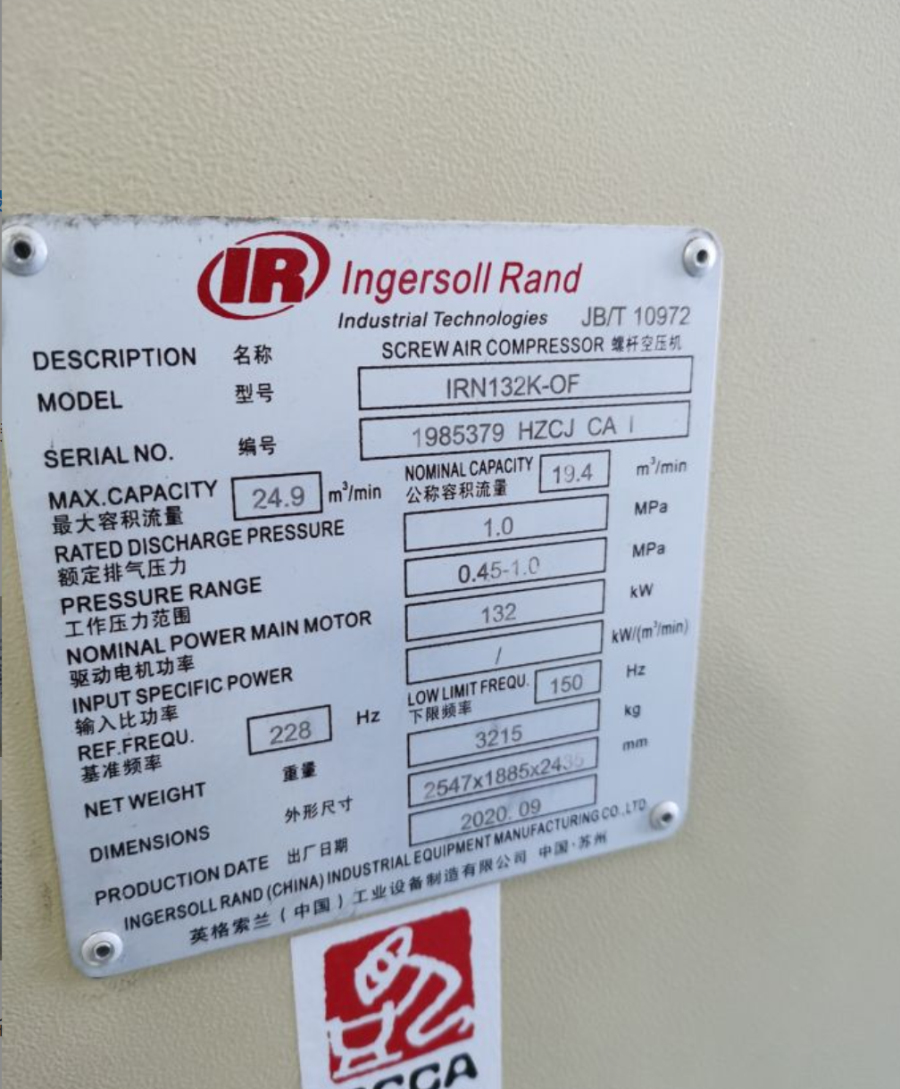 IR Ingersoll Rand
Industrial Technologies JB/T 10972
DESCRIPTION 名称 SCREW AIR COMPRESSOR 螺杆空压机
MODEL 型号 IRN132K-OF
SERIAL NO. 编号 1985379 HZCJ CA I
MAX.CAPACITY 24.9 m³/min NOMINAL CAPACITY 19.4 m³/min
最大容积流量 公称容积流量
RATED DISCHARGE PRESSURE 1.0 MPa
额定排气压力
PRESSURE RANGE 0.45-1.0 MPa
工作压力范围
NOMINAL POWER MAIN MOTOR 132 kW
驱动电机功率
INPUT SPECIFIC POWER / kW/(m³/min)
输入比功率
REF.FREQU. 228 Hz LOW LIMIT FREQU. 150 Hz
基准频率 下限频率
NET WEIGHT 重量 3215 kg
DIMENSIONS 外形尺寸 2547x1885x2435 mm
PRODUCTION DATE 出厂日期 2020. 09
INGERSOLL RAND (CHINA) INDUSTRIAL EQUIPMENT MANUFACTURING CO., LTD.
英格索兰（中国）工业设备制造有限公司 中国·苏州